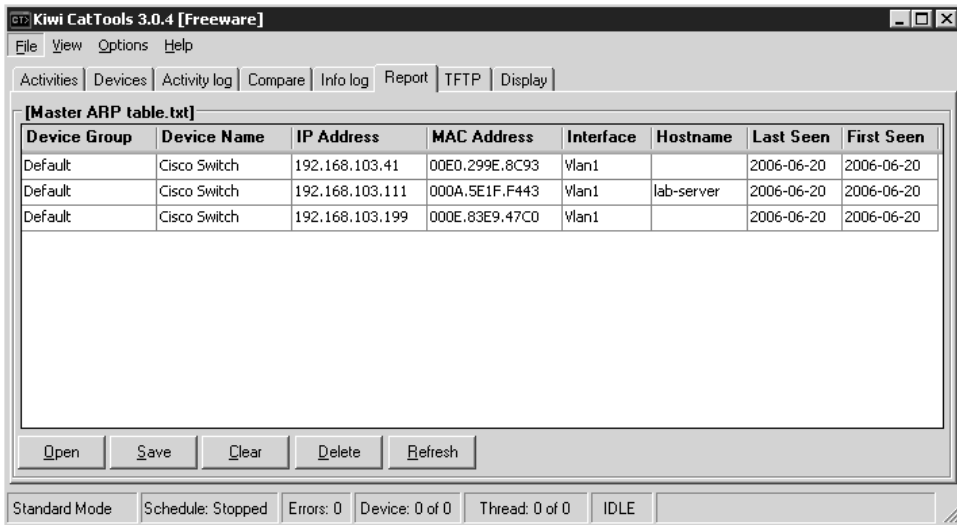 Kiwi CatTools 3.0.4 [Freeware]
File View Options Help
Activities Devices Activity log Compare Info log Report TFTP Display
[Master ARP table.txt]
Device Group Device Name IP Address MAC Address Interface Hostname Last Seen First Seen
Default Cisco Switch 192.168.103.41 00E0.299E.8C93 Vlan1 2006-06-20 2006-06-20
Default Cisco Switch 192.168.103.111 000A.5E1F.F443 Vlan1 lab-server 2006-06-20 2006-06-20
Default Cisco Switch 192.168.103.199 000E.83E9.47C0 Vlan1 2006-06-20 2006-06-20
Open Save Clear Delete Refresh
Standard Mode Schedule: Stopped Errors: 0 Device: 0 of 0 Thread: 0 of 0 IDLE